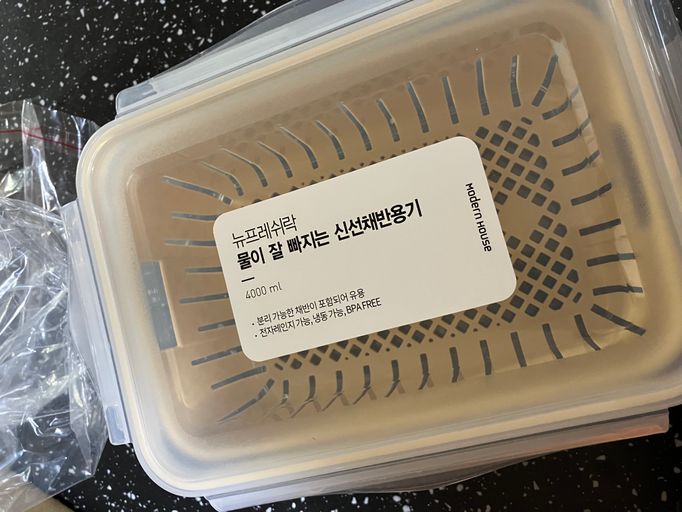 뉴프레쉬락
물이 잘 빠지는 신선채반용기
4000 ml
· 분리 가능한 채반이 포함되어 유용
· 전자레인지 가능, 냉동 가능, BPA FREE
Modern House